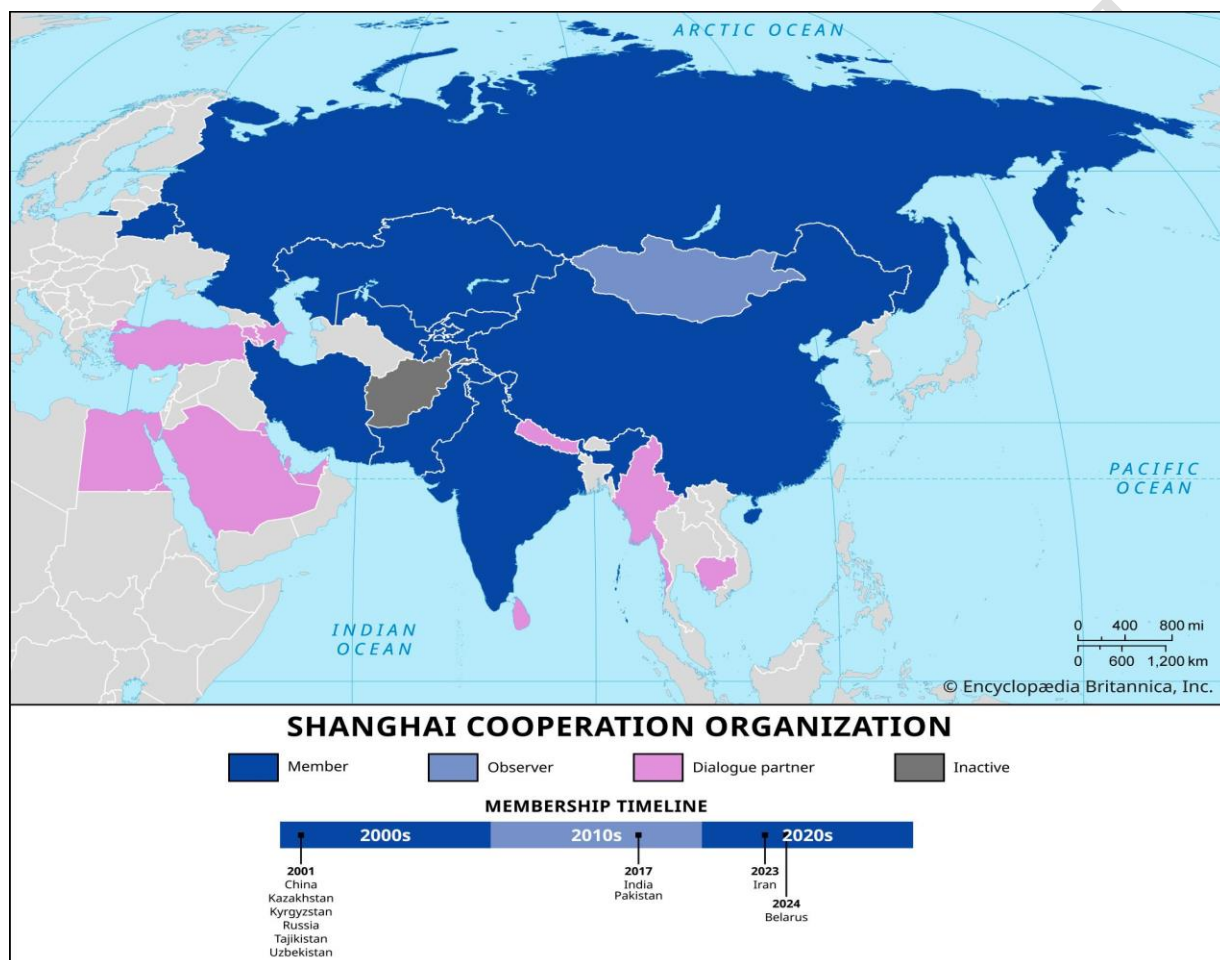 ARCTIC OCEAN
PACIFIC
OCEAN
INDIAN
OCEAN
0 400 800 mi
0 600 1,200 km
© Encyclopædia Britannica, Inc.
SHANGHAI COOPERATION ORGANIZATION
Member
Observer
Dialogue partner
Inactive
MEMBERSHIP TIMELINE
2000s
2010s
2020s
2001
China
Kazakhstan
Kyrgyzstan
Russia
Tajikistan
Uzbekistan
2017
India
Pakistan
2023
Iran
2024
Belarus